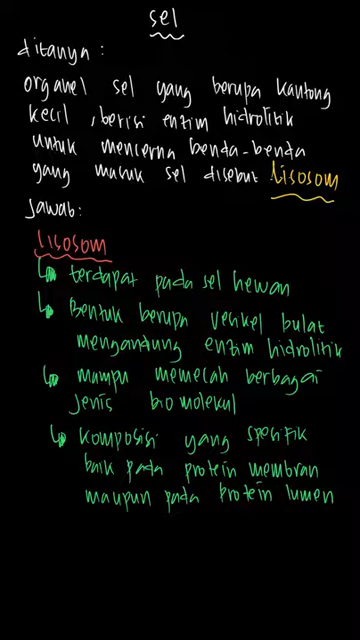 sel
ditanya :
organel sel yang berupa kantong
kecil , berisi enzim hidrolitik
untuk mencerna benda-benda
yang masuk sel disebut lisosom
Jawab:
lisosom
terdapat pada sel hewan
Bentuk berupa vesikel bulat
mengandung enzim hidrolitik
mampu memecah berbagai
jenis biomolekul
komposisi yang spesifik
baik pada protein membran
maupun pada protein lumen